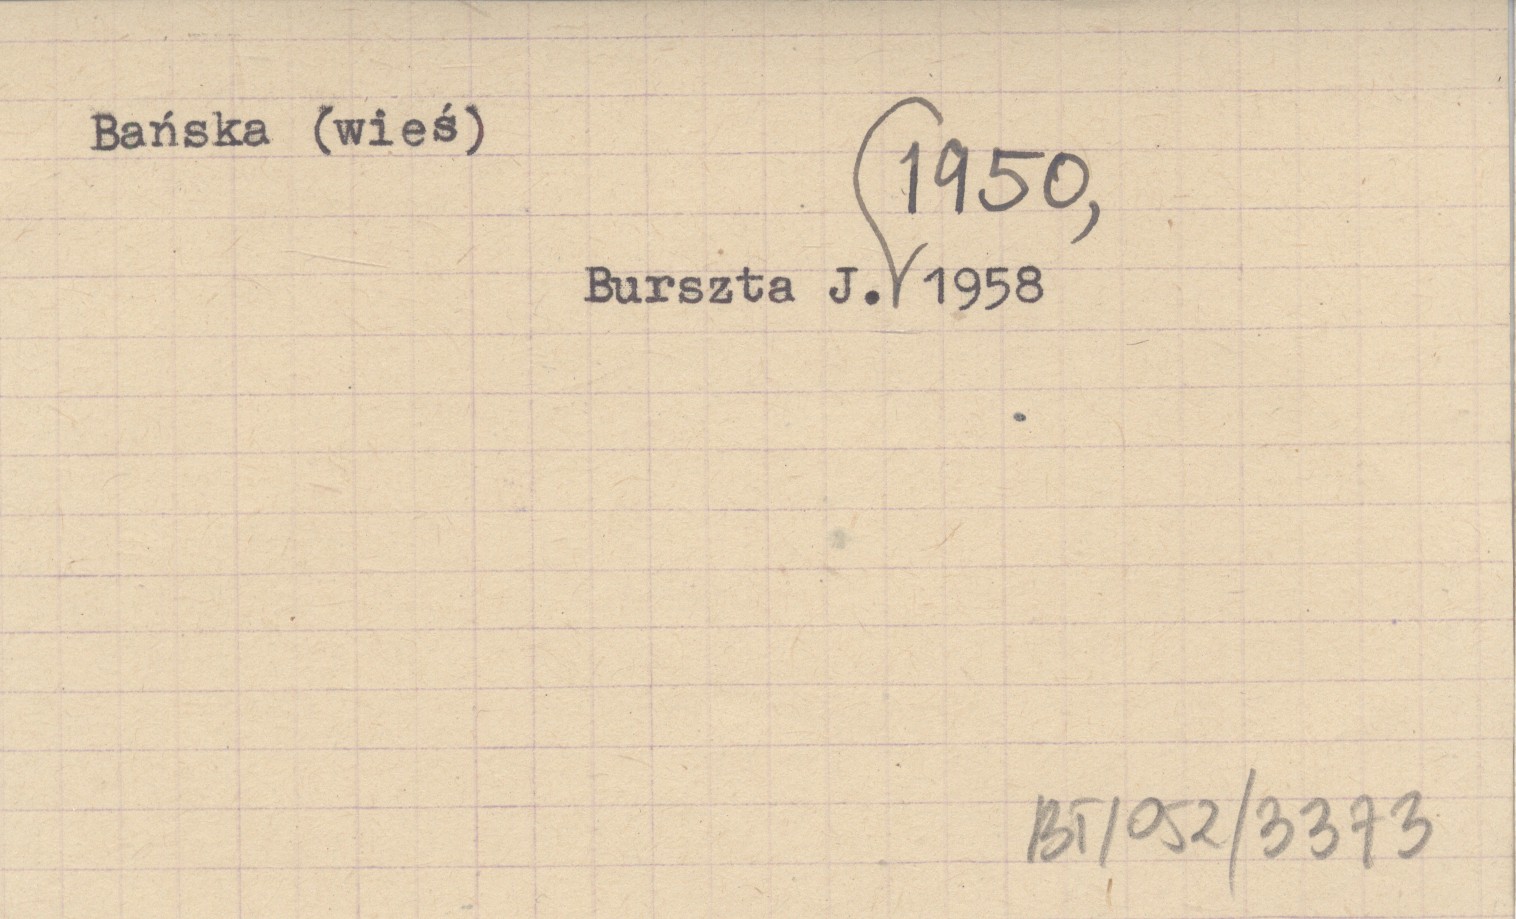 Bańska (wieś)
1950,
Burszta J. 1958
BT/052/3373